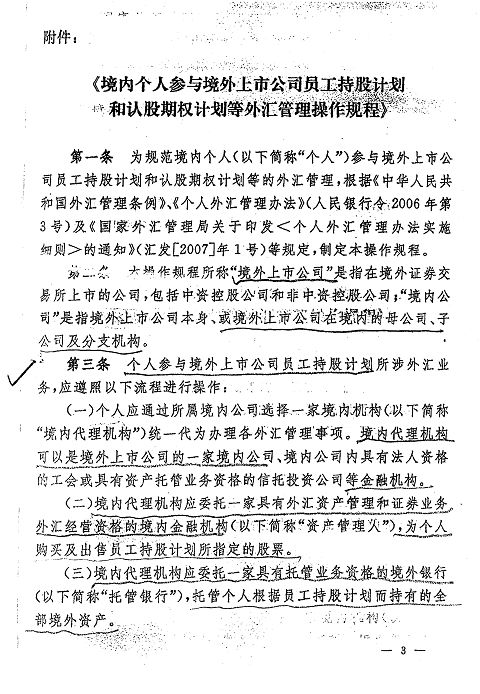 附件：
《境内个人参与境外上市公司员工持股计划
和认股期权计划等外汇管理操作规程》
第一条　为规范境内个人(以下简称“个人”)参与境外上市公
司员工持股计划和认股期权计划等的外汇管理，根据《中华人民共
和国外汇管理条例》、《个人外汇管理办法》(人民银行令2006年第
3号)及《国家外汇管理局关于印发＜个人外汇管理办法实施
细则＞的通知》(汇发[2007]年1号)等规定，制定本操作规程。
第二条　本操作规程所称“境外上市公司”是指在境外证券交
易所上市的公司，包括中资控股公司和非中资控股公司；“境内公
司”是指境外上市公司本身、或境外上市公司在境内的母公司、子
公司及分支机构。
第三条　个人参与境外上市公司员工持股计划所涉外汇业
务，应遵照以下流程进行操作：
(一)个人应通过所属境内公司选择一家境内机构(以下简称
“境内代理机构”)统一代为办理各外汇管理事项。境内代理机构
可以是境外上市公司的一家境内公司、境内公司内具有法人资格
的工会或具有资产托管业务资格的信托投资公司等金融机构。
(二)境内代理机构应委托一家具有外汇资产管理和证券业务
外汇经营资格的境内金融机构(以下简称“资产管理人”)，为个人
购买及出售员工持股计划所指定的股票。
(三)境内代理机构应委托一家具有托管业务资格的境外银行
(以下简称“托管银行”)，托管个人根据员工持股计划而持有的全
部境外资产。
— 3 —